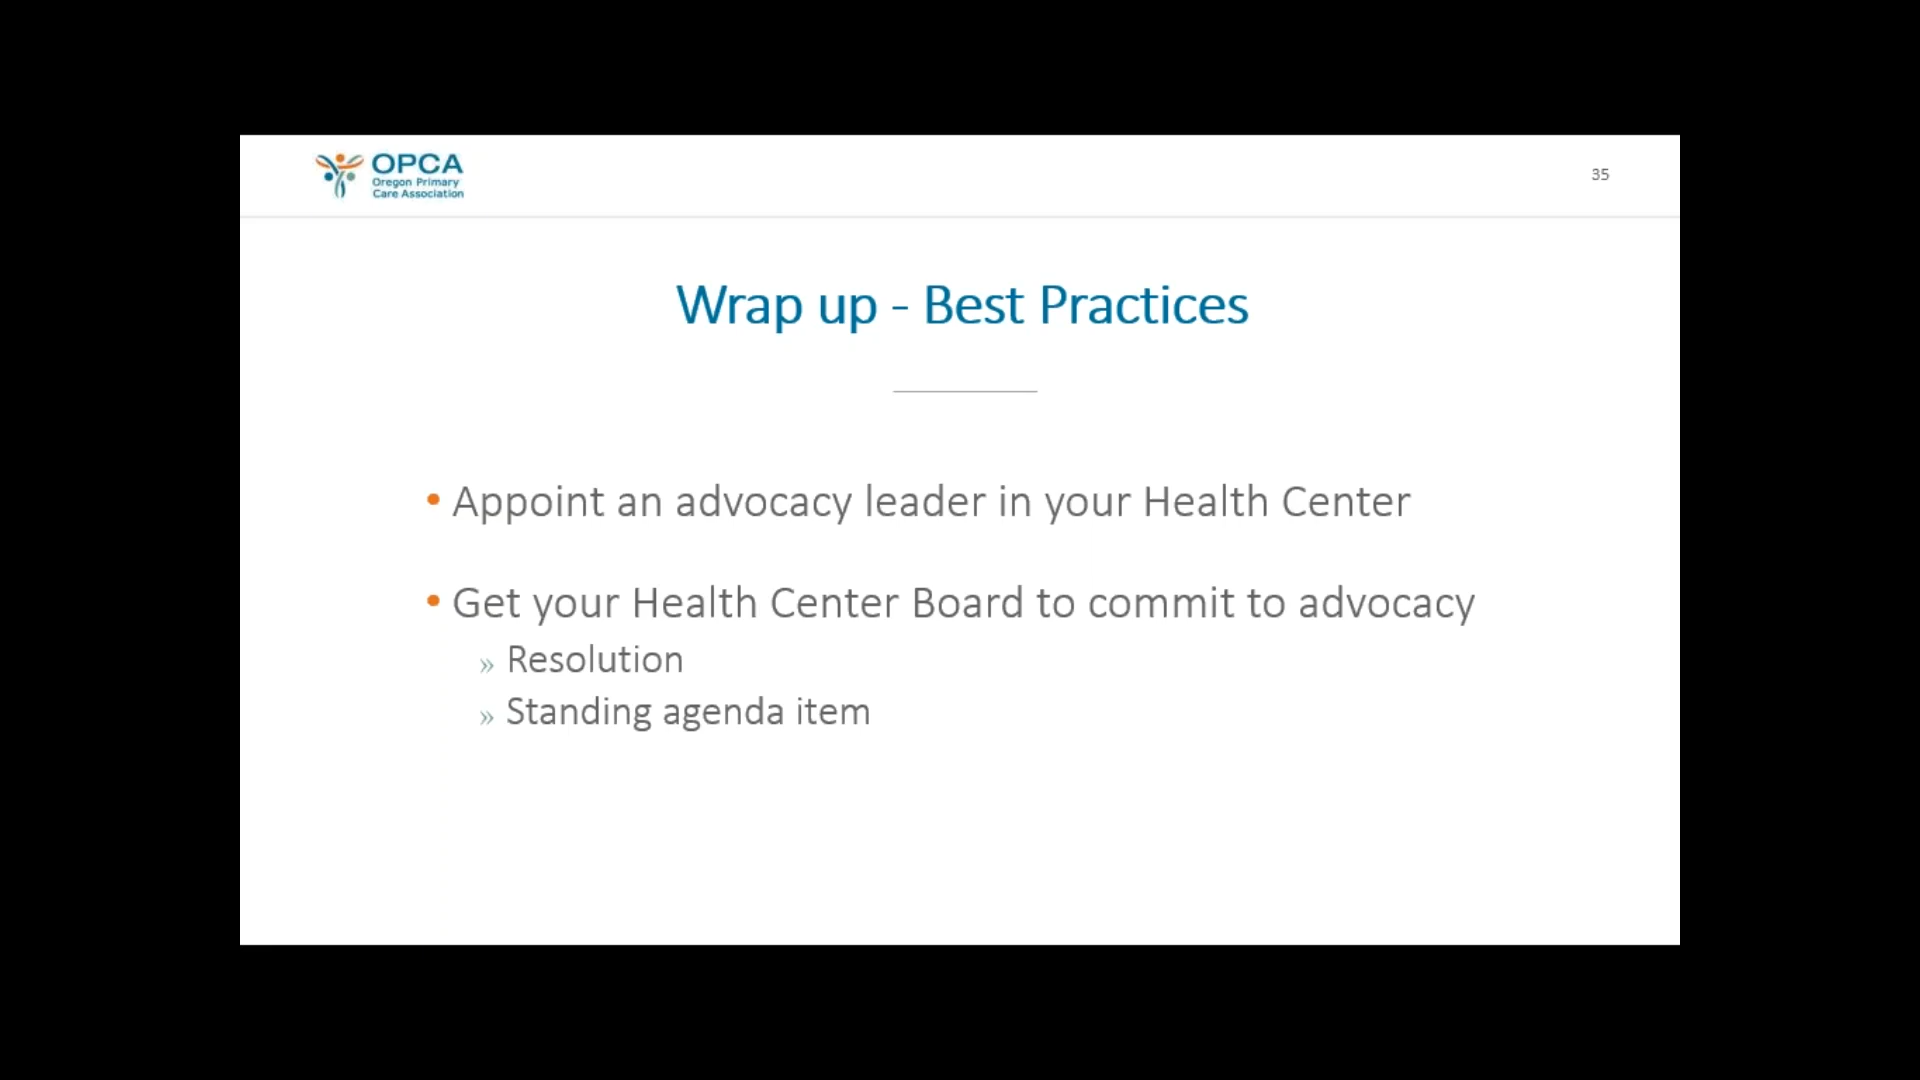 OPCA
Oregon Primary
Care Association
35
Wrap up - Best Practices
• Appoint an advocacy leader in your Health Center
• Get your Health Center Board to commit to advocacy
» Resolution
» Standing agenda item